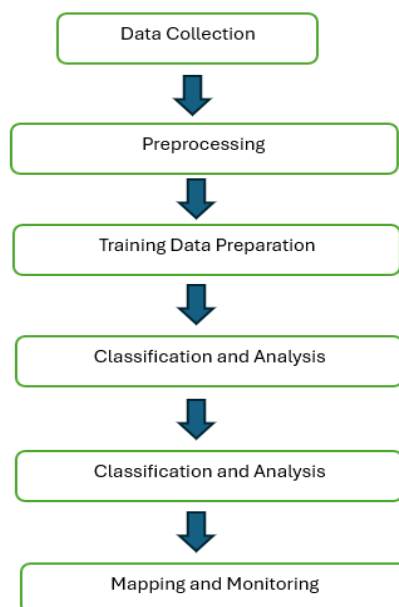 Data Collection
Preprocessing
Training Data Preparation
Classification and Analysis
Classification and Analysis
Mapping and Monitoring